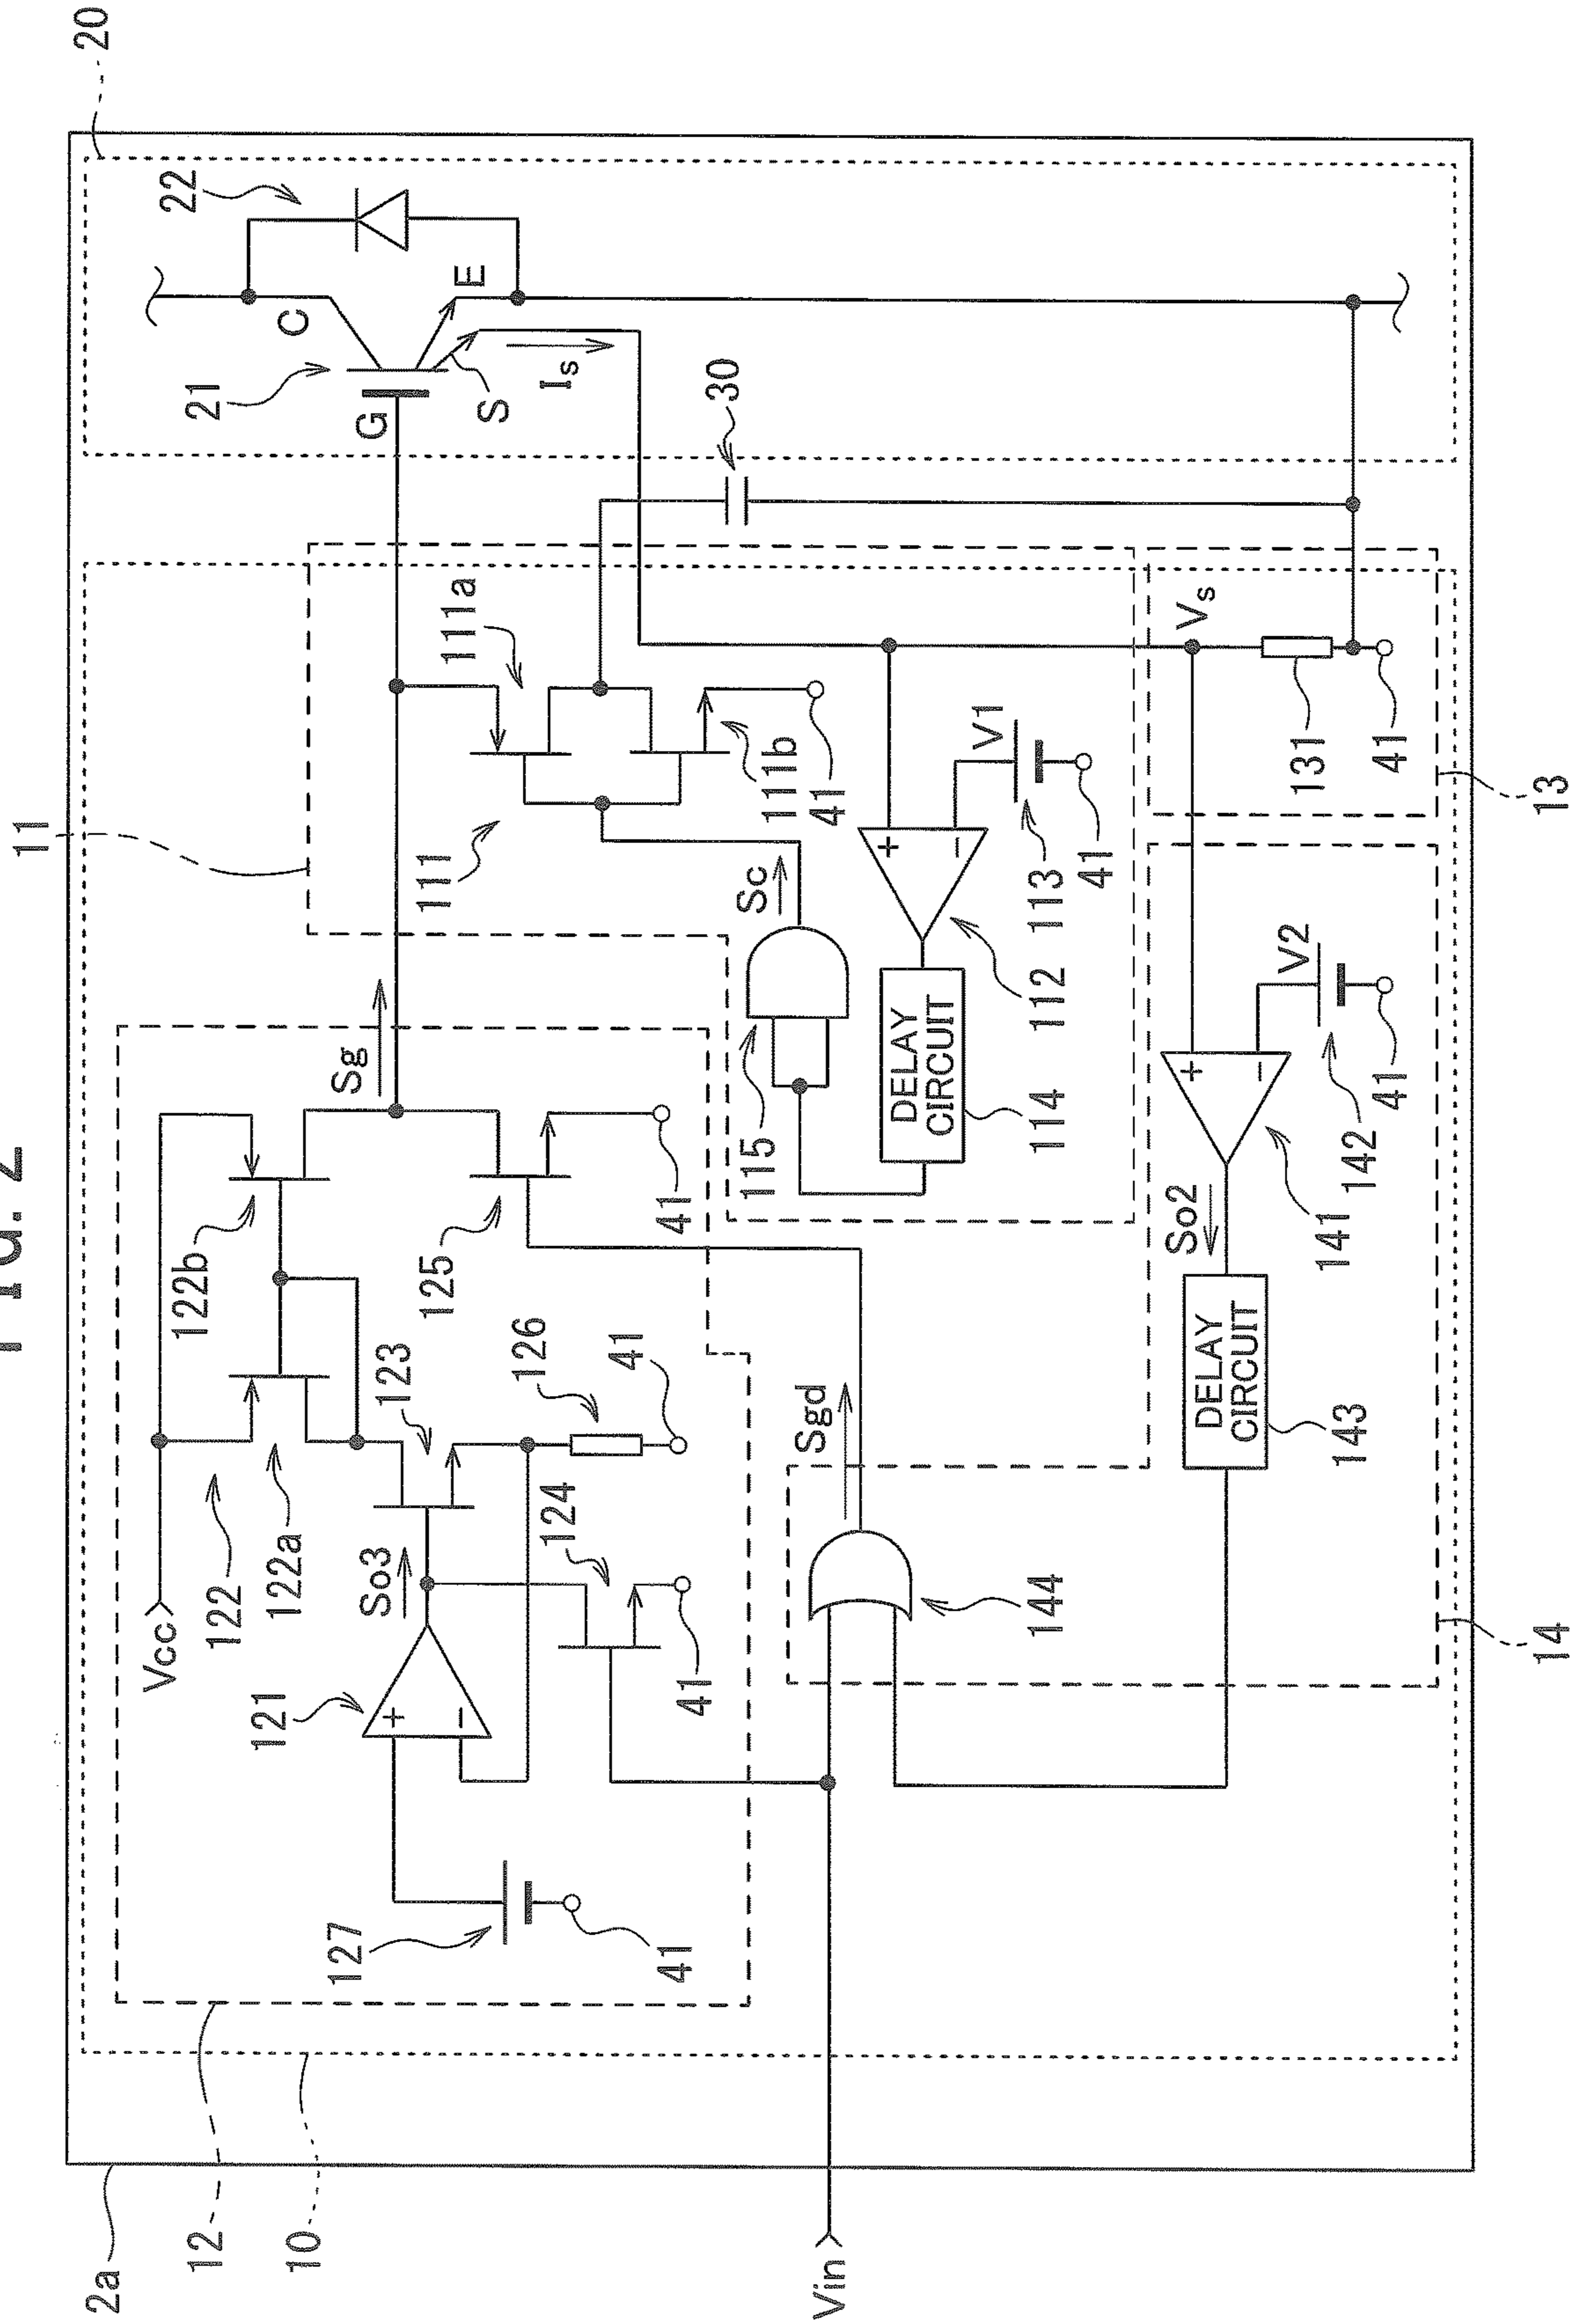 FIG. 2
11
20
22
C
E
21
G
S
Is
30
111a
111
111b
41
Sg
Vcc
122
122a
122b
123
124
125
126
41
41
So3
121
41
127
41
12
10
2a
Vin
Sgd
144
Sc
115
DELAY
CIRCUIT
114
112
113
V1
41
Vs
131
41
13
V2
142
41
141
So2
DELAY
CIRCUIT
143
14